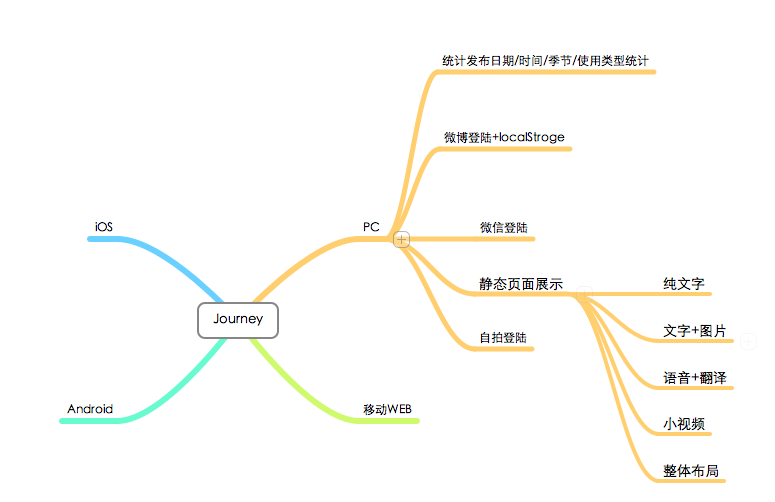 统计发布日期/时间/季节/使用类型统计
微博登陆+localStroge
iOS
PC
微信登陆
静态页面展示
纯文字
Journey
文字+图片
自拍登陆
语音+翻译
Android
移动WEB
小视频
整体布局